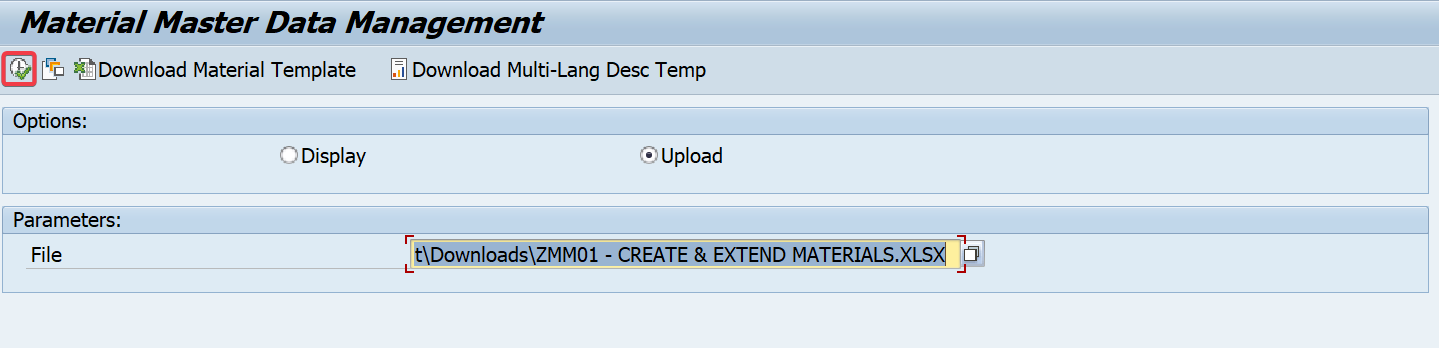 Material Master Data Management
Download Material Template Download Multi-Lang Desc Temp
Options:
Display Upload
Parameters:
File t\Downloads\ZMM01 - CREATE & EXTEND MATERIALS.XLSX